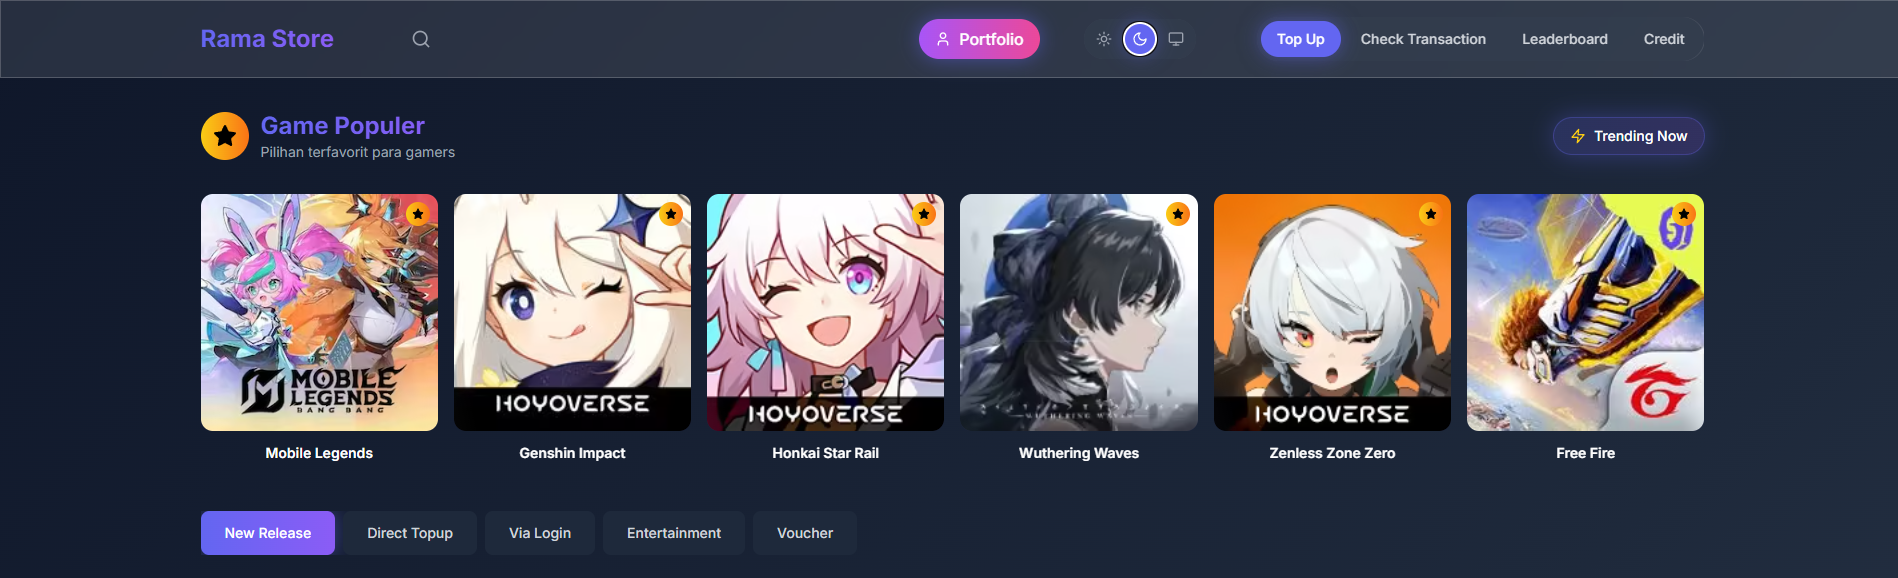 Rama Store
Portfolio
Top Up
Check Transaction
Leaderboard
Credit
Game Populer
Pilihan terfavorit para gamers
Trending Now
MOBILE
LEGENDS
BANG BANG
HOYOVERSE
HOYOVERSE
WUTHERING WAVES
HOYOVERSE
Mobile Legends
Genshin Impact
Honkai Star Rail
Wuthering Waves
Zenless Zone Zero
Free Fire
New Release
Direct Topup
Via Login
Entertainment
Voucher